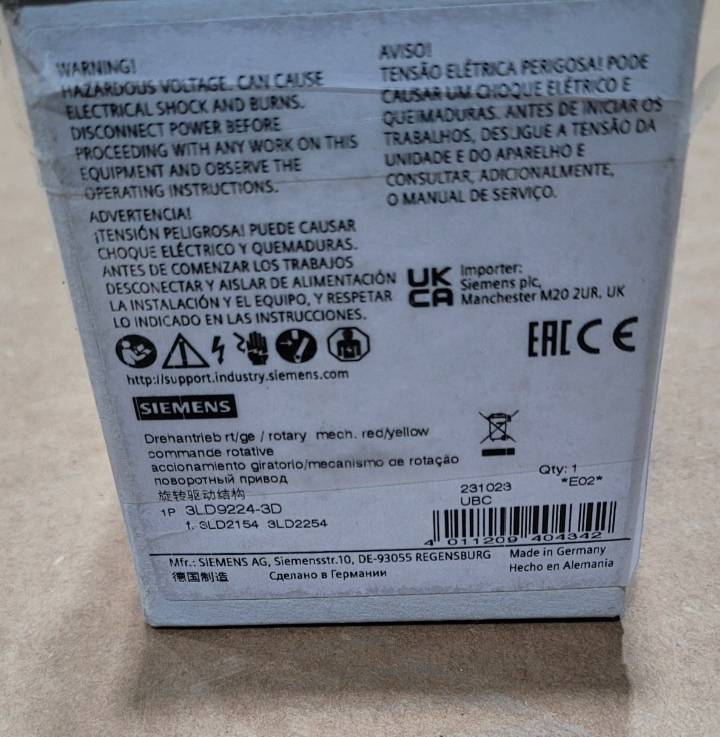 WARNING!
HAZARDOUS VOLTAGE. CAN CAUSE
ELECTRICAL SHOCK AND BURNS.
DISCONNECT POWER BEFORE
PROCEEDING WITH ANY WORK ON THIS
EQUIPMENT AND OBSERVE THE
OPERATING INSTRUCTIONS.
ADVERTENCIA!
¡TENSIÓN PELIGROSA! PUEDE CAUSAR
CHOQUE ELÉCTRICO Y QUEMADURAS.
ANTES DE COMENZAR LOS TRABAJOS
DESCONECTAR Y AISLAR DE ALIMENTACIÓN
LA INSTALACIÓN Y EL EQUIPO, Y RESPETAR
LO INDICADO EN LAS INSTRUCCIONES.
AVISO!
TENSÃO ELÉTRICA PERIGOSA! PODE
CAUSAR UM CHOQUE ELÉTRICO E
QUEIMADURAS. ANTES DE INICIAR OS
TRABALHOS, DESLIGUE A TENSÃO DA
UNIDADE E DO APARELHO E
CONSULTAR, ADICIONALMENTE,
O MANUAL DE SERVIÇO.
UK
CA
Importer:
Siemens plc,
Manchester M20 2UR, UK
EAC CE
http://support.industry.siemens.com
SIEMENS
Drehantrieb rt/ge / rotary mech. red/yellow
commande rotative
accionamiento giratorio/mecanismo de rotação
поворотный привод
旋转驱动结构
1P 3LD9224-3D
f. 3LD2154 3LD2254
Qty: 1
231023 *E02*
UBC
4 011209 404342
Mfr.: SIEMENS AG, Siemensstr.10, DE-93055 REGENSBURG
Made in Germany
德国制造 Сделано в Германии
Hecho en Alemania